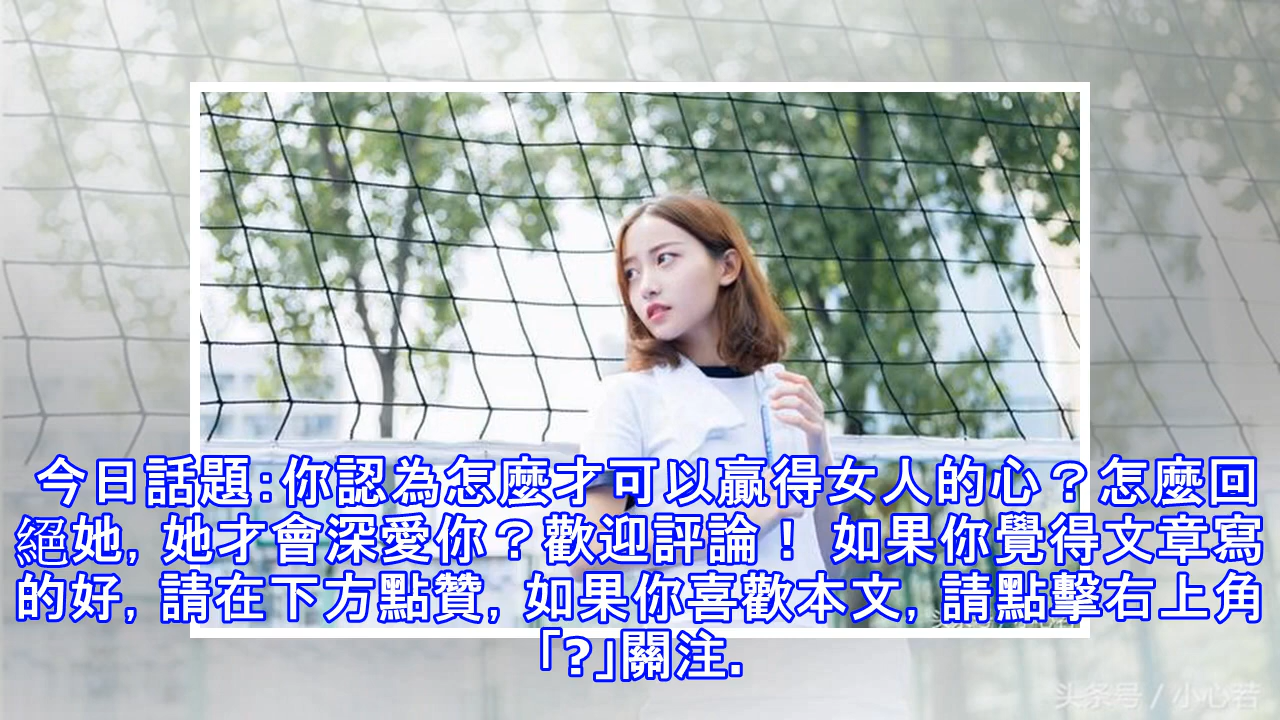 今日話題:你認為怎麼才可以贏得女人的心？怎麼回
絕她,她才會深愛你？歡迎評論！ 如果你覺得文章寫
的好,請在下方點贊,如果你喜歡本文,請點擊右上角
「?」關注.
头条号 / 小心若